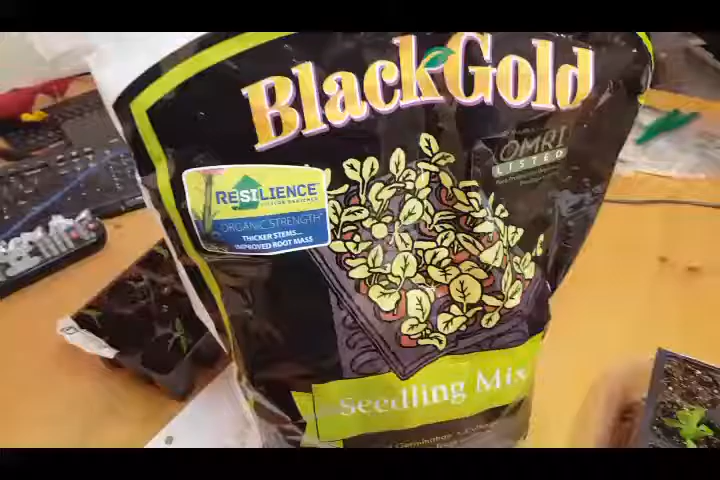 BlackGold
OMRI
LISTED
RESILIENCE
ORGANIC STRENGTH
THICKER STEMS...
IMPROVED ROOT MASS
Seedling Mix